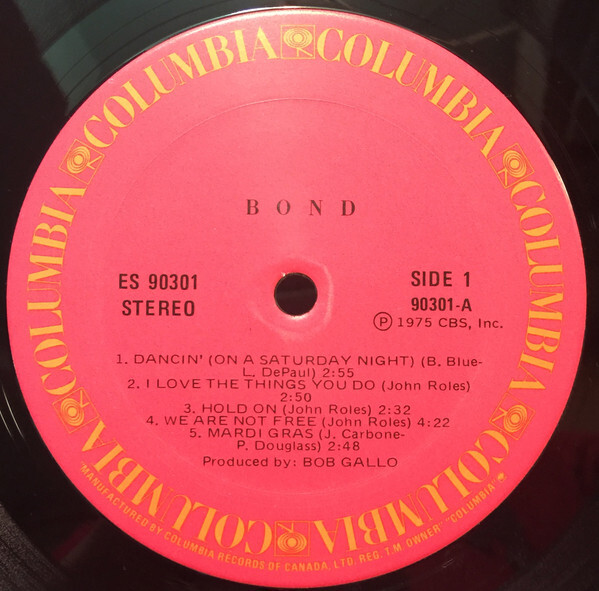 COLUMBIA COLUMBIA COLUMBIA COLUMBIA COLUMBIA COLUMBIA COLUMBIA
B O N D
ES 90301
STEREO
SIDE 1
90301-A
Ⓟ 1975 CBS, Inc.
1. DANCIN' (ON A SATURDAY NIGHT) (B. Blue-
L. DePaul) 2:55
2. I LOVE THE THINGS YOU DO (John Roles)
2:50
3. HOLD ON (John Roles) 2:32
4. WE ARE NOT FREE (John Roles) 4:22
5. MARDI GRAS (J. Carbone-
P. Douglass) 2:48
Produced by: BOB GALLO
"MANUFACTURED BY COLUMBIA RECORDS OF CANADA, LTD. REG. T.M. OWNER" "COLUMBIA"